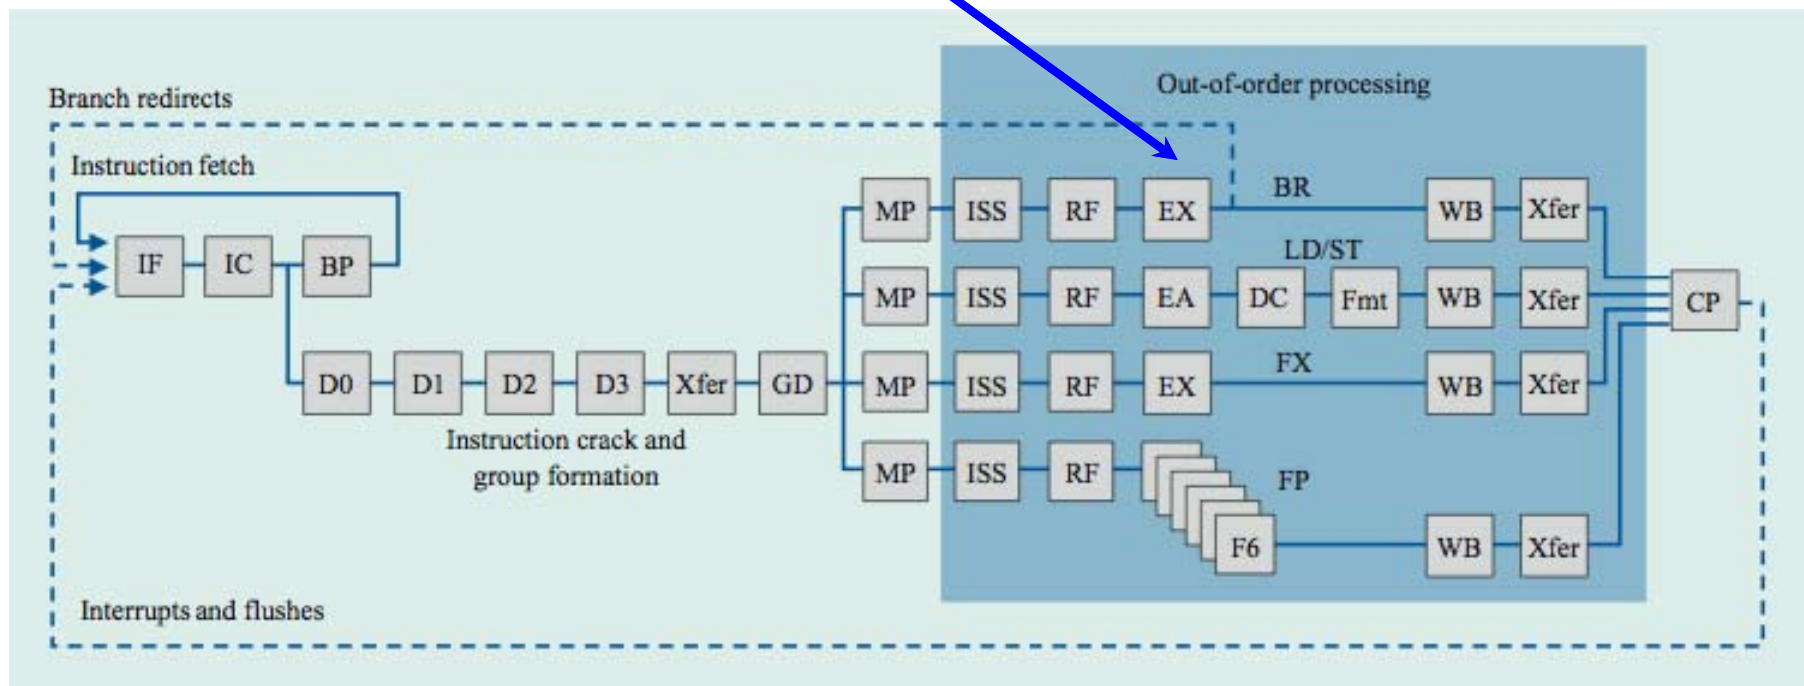 Out-of-order processing
Branch redirects
Instruction fetch
MP ISS RF EX BR WB Xfer
IF IC BP
LD/ST
MP ISS RF EA DC Fmt WB Xfer CP
D0 D1 D2 D3 Xfer GD MP ISS RF EX FX WB Xfer
Instruction crack and
group formation
MP ISS RF FP
F6 WB Xfer
Interrupts and flushes